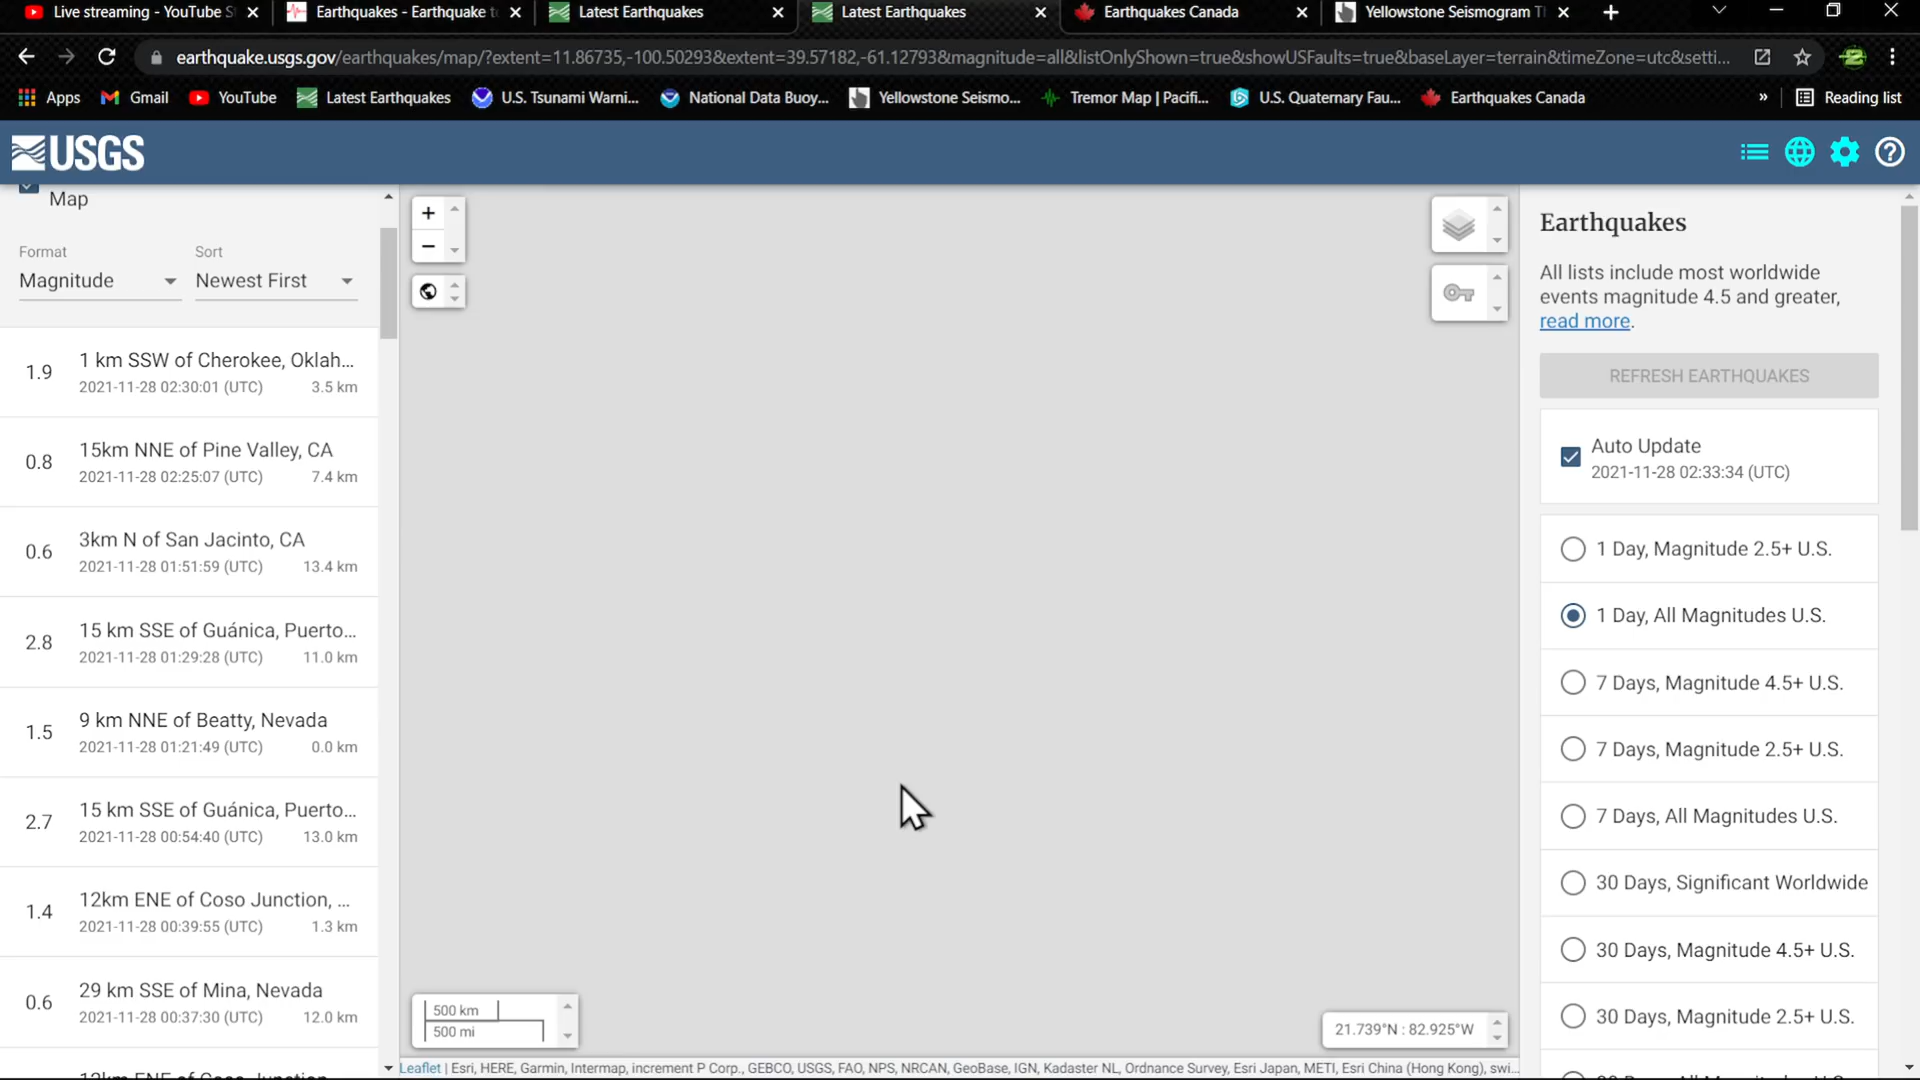 Live streaming - YouTube S
Earthquakes - Earthquake t
Latest Earthquakes
Latest Earthquakes
Earthquakes Canada
Yellowstone Seismogram T
earthquake.usgs.gov/earthquakes/map/?extent=11.86735,-100.50293&extent=39.57182,-61.12793&magnitude=all&listOnlyShown=true&showUSFaults=true&baseLayer=terrain&timeZone=utc&setti...
Apps
Gmail
YouTube
Latest Earthquakes
U.S. Tsunami Warni...
National Data Buoy...
Yellowstone Seismo...
Tremor Map | Pacifi...
U.S. Quaternary Fau...
Earthquakes Canada
»
Reading list
USGS
Map
Format
Sort
Magnitude
Newest First
1.9
1 km SSW of Cherokee, Oklah...
2021-11-28 02:30:01 (UTC)
3.5 km
0.8
15km NNE of Pine Valley, CA
2021-11-28 02:25:07 (UTC)
7.4 km
0.6
3km N of San Jacinto, CA
2021-11-28 01:51:59 (UTC)
13.4 km
2.8
15 km SSE of Guánica, Puerto...
2021-11-28 01:29:28 (UTC)
11.0 km
1.5
9 km NNE of Beatty, Nevada
2021-11-28 01:21:49 (UTC)
0.0 km
2.7
15 km SSE of Guánica, Puerto...
2021-11-28 00:54:40 (UTC)
13.0 km
1.4
12km ENE of Coso Junction, ...
2021-11-28 00:39:55 (UTC)
1.3 km
0.6
29 km SSE of Mina, Nevada
2021-11-28 00:37:30 (UTC)
12.0 km
12km ENE of Coso Junction
+
−
500 km
500 mi
21.739°N : 82.925°W
Leaflet | Esri, HERE, Garmin, Intermap, increment P Corp., GEBCO, USGS, FAO, NPS, NRCAN, GeoBase, IGN, Kadaster NL, Ordnance Survey, Esri Japan, METI, Esri China (Hong Kong), swi...
Earthquakes
All lists include most worldwide
events magnitude 4.5 and greater,
read more.
REFRESH EARTHQUAKES
Auto Update
2021-11-28 02:33:34 (UTC)
1 Day, Magnitude 2.5+ U.S.
1 Day, All Magnitudes U.S.
7 Days, Magnitude 4.5+ U.S.
7 Days, Magnitude 2.5+ U.S.
7 Days, All Magnitudes U.S.
30 Days, Significant Worldwide
30 Days, Magnitude 4.5+ U.S.
30 Days, Magnitude 2.5+ U.S.